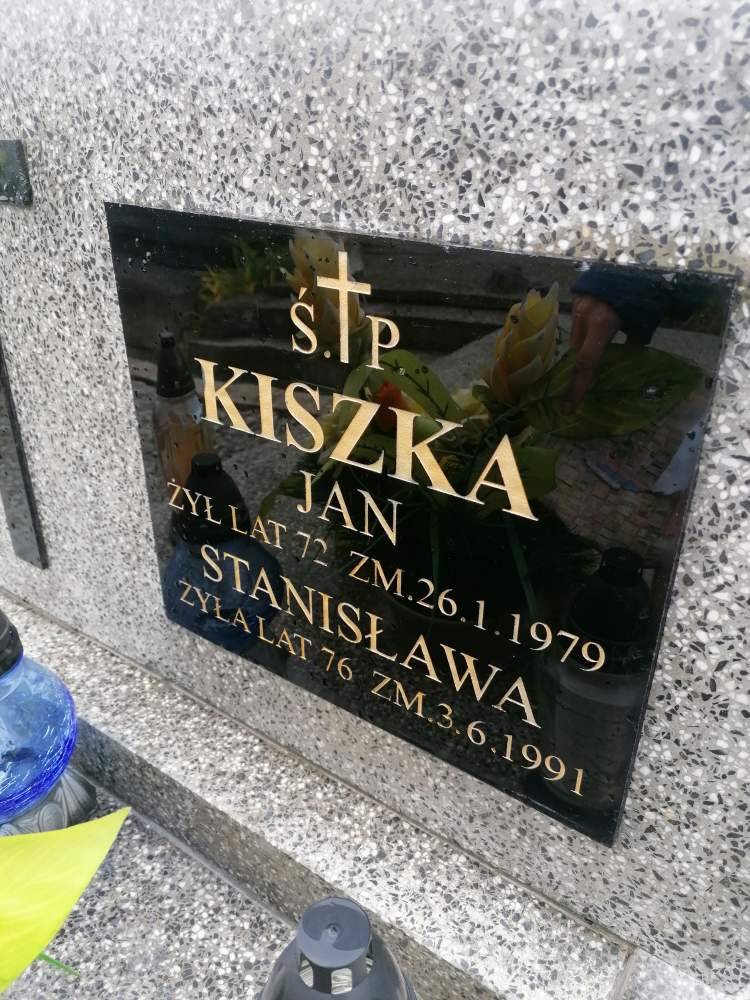 Ś.P.
KISZKA
JAN
ŻYŁ LAT 72 ZM.26.1.1979
STANISŁAWA
ŻYŁA LAT 76 ZM.3.6.1991